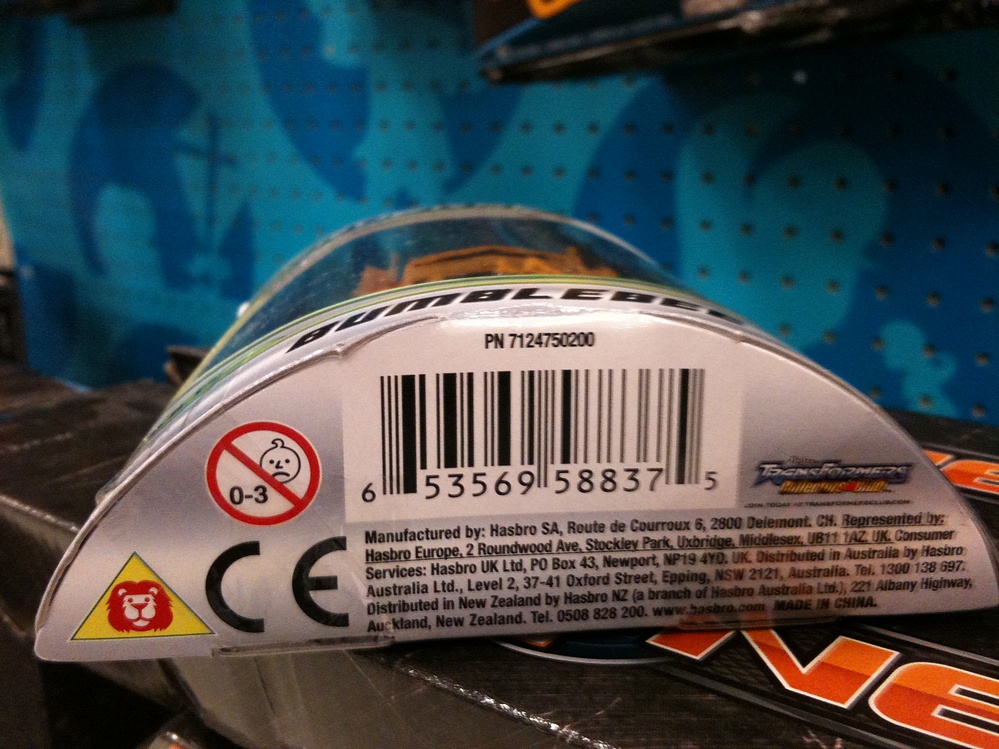 BUMBLEBEE
PN 7124750200
6 53569 58837 5
0-3
TRANSFORMERS
CE
Manufactured by: Hasbro SA, Route de Courroux 6, 2800 Delemont. CH. Represented by:
Hasbro Europe, 2 Roundwood Ave, Stockley Park, Uxbridge, Middlesex, UB11 1AZ. UK. Consumer
Services: Hasbro UK Ltd, PO Box 43, Newport, NP19 4YD. UK. Distributed in Australia by Hasbro
Australia Ltd., Level 2, 37-41 Oxford Street, Epping, NSW 2121, Australia. Tel. 1300 138 697.
Distributed in New Zealand by Hasbro NZ (a branch of Hasbro Australia Ltd.), 221 Albany Highway,
Auckland, New Zealand. Tel. 0508 828 200. www.hasbro.com MADE IN CHINA.
NE
NE